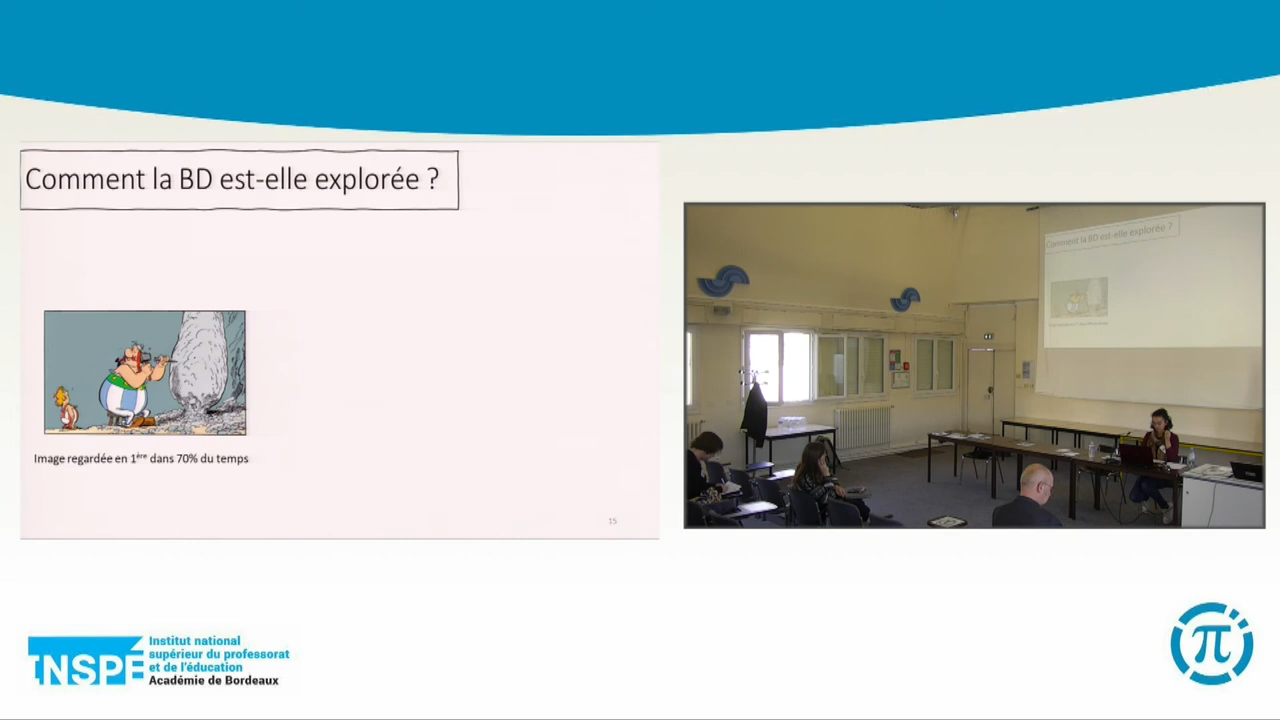 Comment la BD est-elle explorée ?
Image regardée en 1ère dans 70% du temps
15
Comment la BD est-elle explorée ?
INSPÉ
Institut national
supérieur du professorat
et de l'éducation
Académie de Bordeaux
π